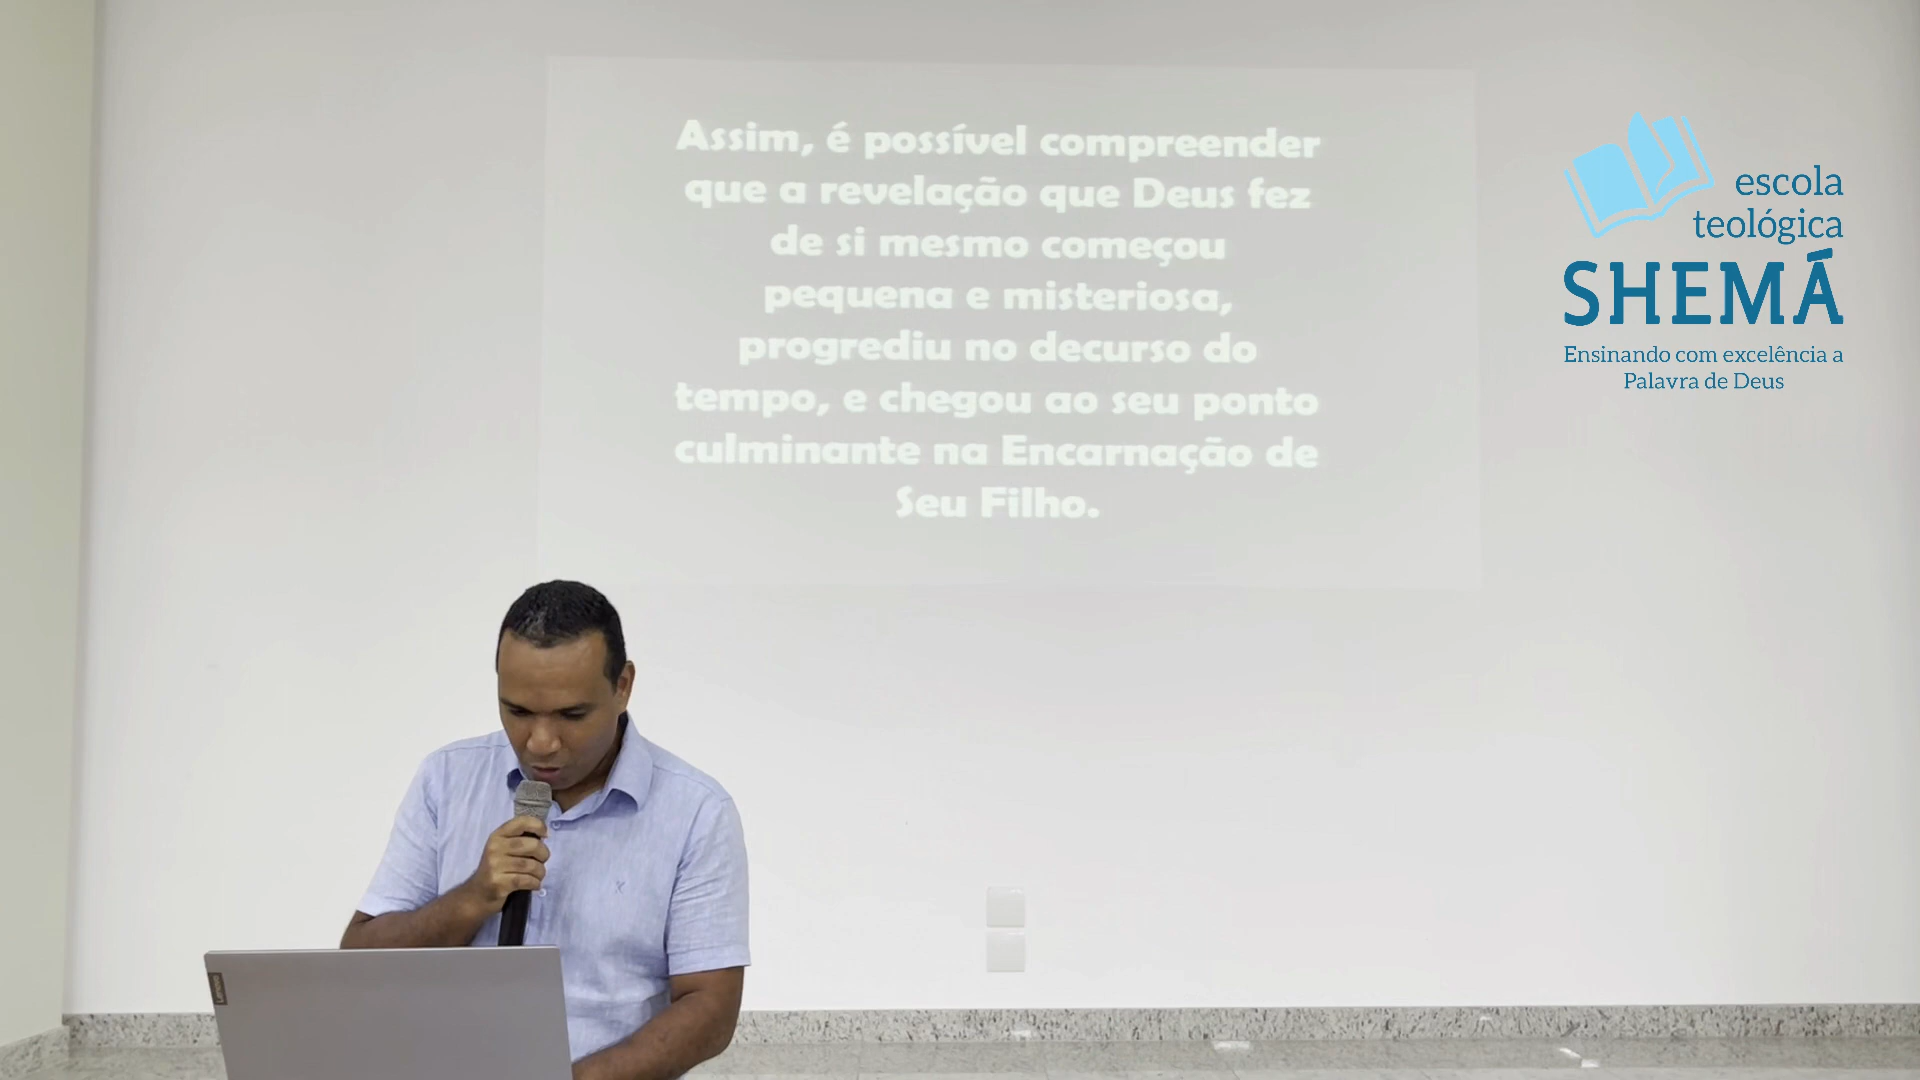 Assim, é possível compreender
que a revelação que Deus fez
de si mesmo começou
pequena e misteriosa,
progrediu no decurso do
tempo, e chegou ao seu ponto
culminante na Encarnação de
Seu Filho.
escola
teológica
SHEMÁ
Ensinando com excelência a
Palavra de Deus
Lenovo